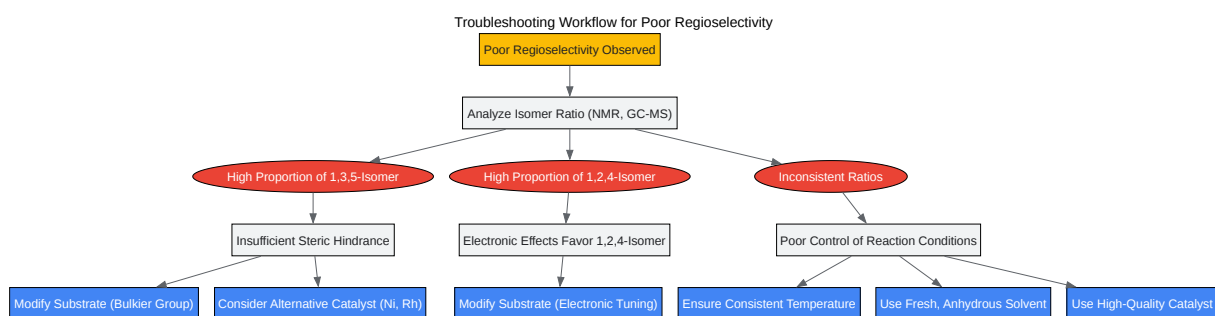 Troubleshooting Workflow for Poor Regioselectivity
Poor Regioselectivity Observed
Analyze Isomer Ratio (NMR, GC-MS)
High Proportion of 1,3,5-Isomer
High Proportion of 1,2,4-Isomer
Inconsistent Ratios
Insufficient Steric Hindrance
Electronic Effects Favor 1,2,4-Isomer
Poor Control of Reaction Conditions
Modify Substrate (Bulkier Group)
Consider Alternative Catalyst (Ni, Rh)
Modify Substrate (Electronic Tuning)
Ensure Consistent Temperature
Use Fresh, Anhydrous Solvent
Use High-Quality Catalyst